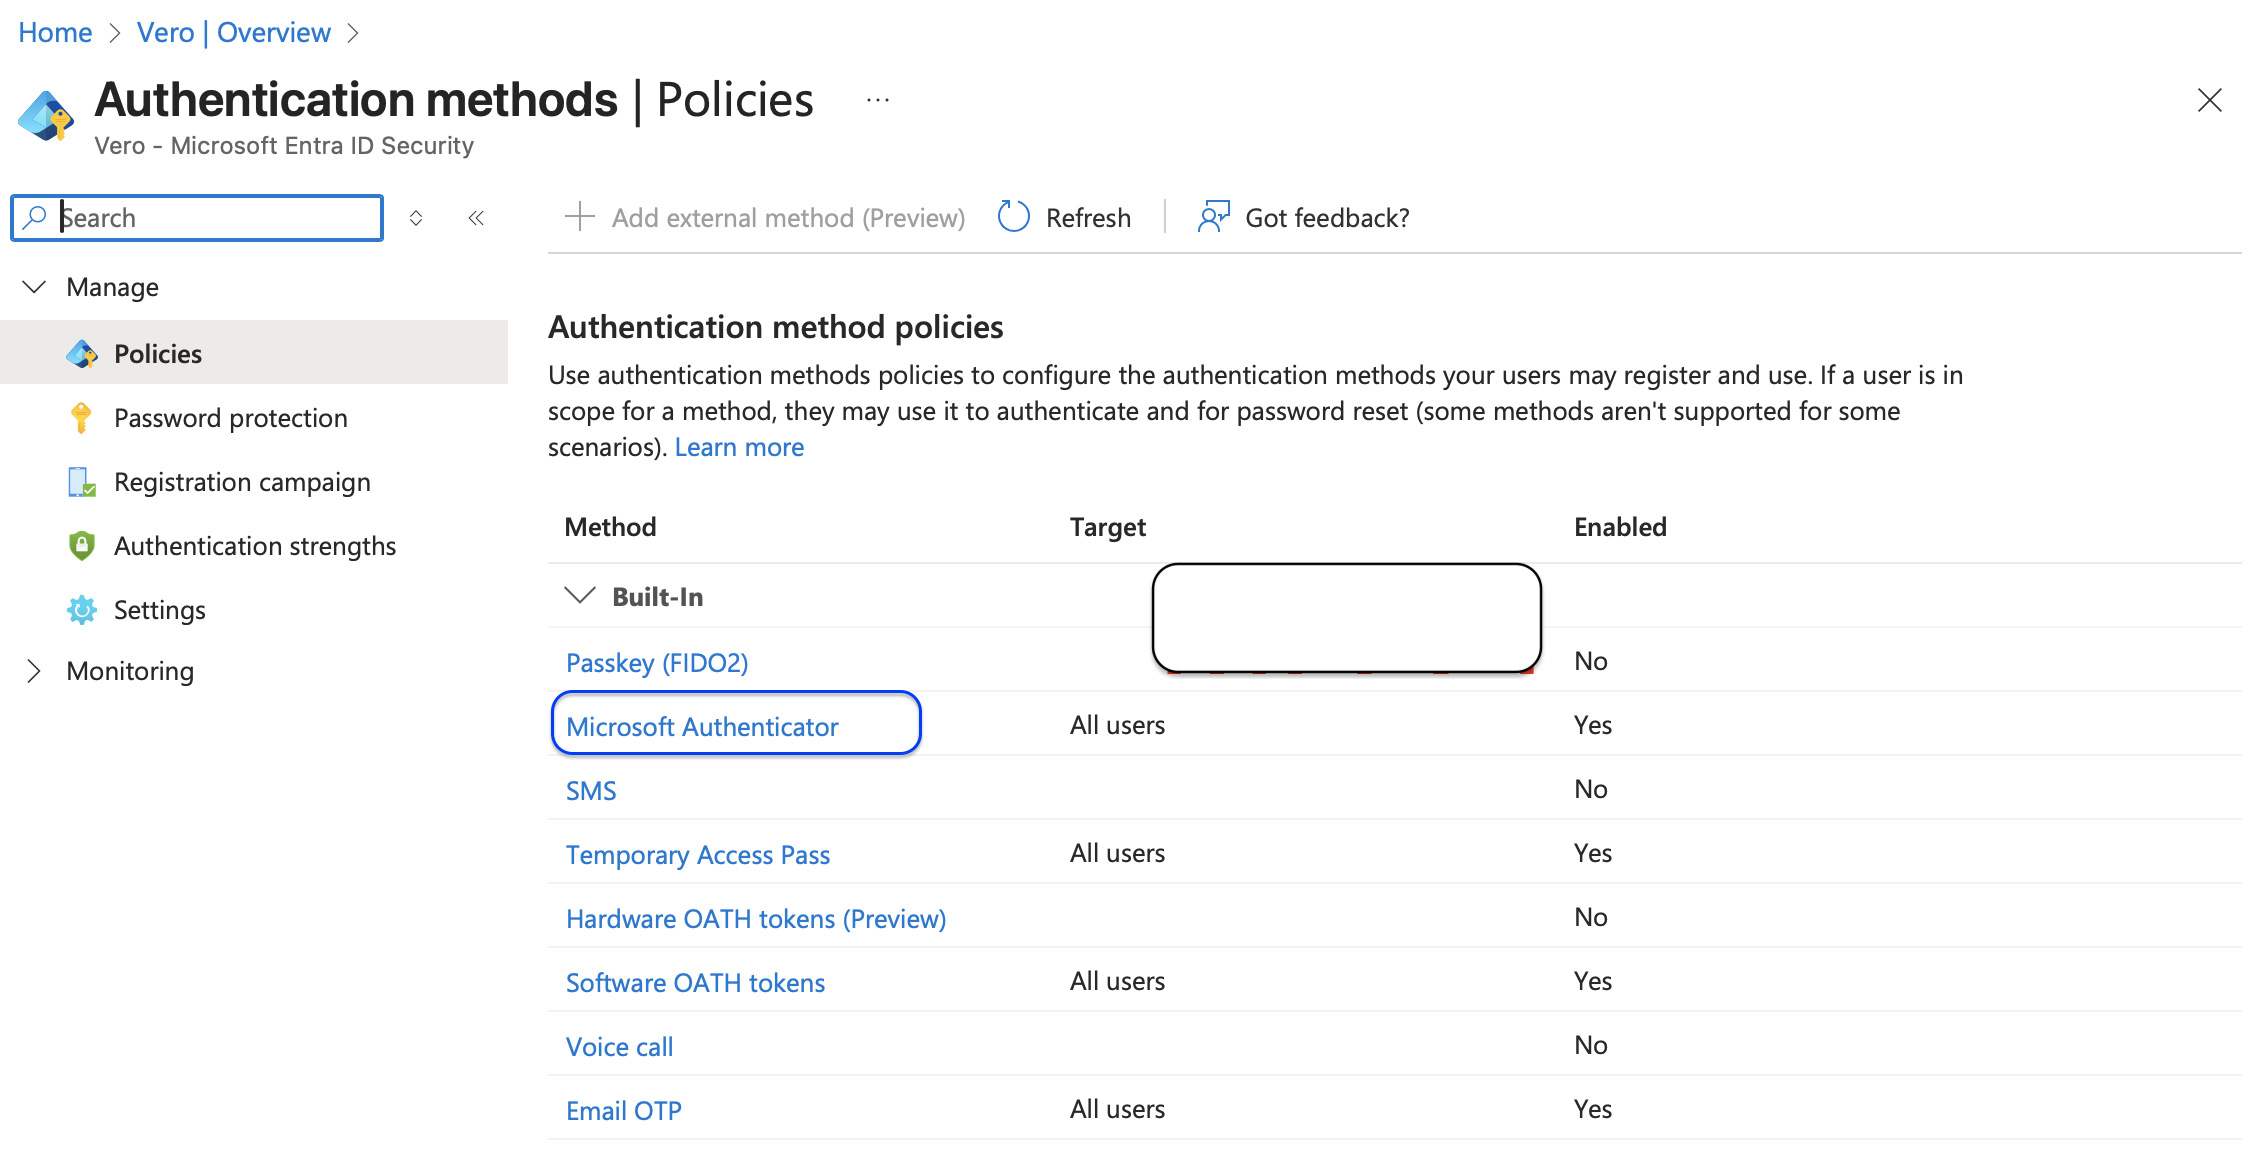 Home > Vero | Overview >
Authentication methods | Policies ...
Vero - Microsoft Entra ID Security
Search
Add external method (Preview) Refresh Got feedback?
Manage
Policies
Password protection
Registration campaign
Authentication strengths
Settings
Monitoring
Authentication method policies
Use authentication methods policies to configure the authentication methods your users may register and use. If a user is in
scope for a method, they may use it to authenticate and for password reset (some methods aren't supported for some
scenarios). Learn more
Method Target Enabled
Built-In
Passkey (FIDO2) No
Microsoft Authenticator All users Yes
SMS No
Temporary Access Pass All users Yes
Hardware OATH tokens (Preview) No
Software OATH tokens All users Yes
Voice call No
Email OTP All users Yes